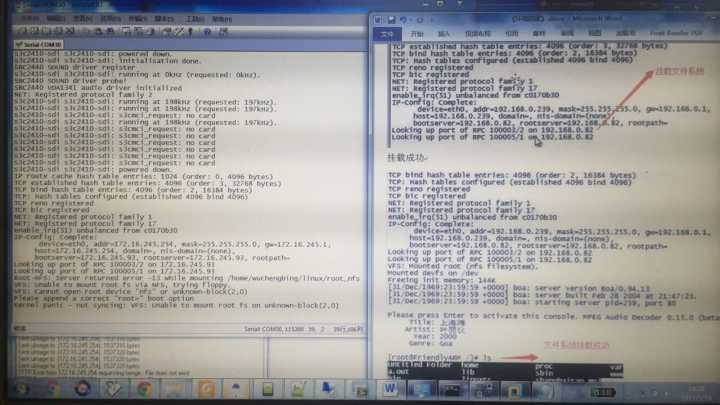 Serial-COM30
s3c2410-sdi s3c2410-sdi: powered down.
s3c2410-sdi s3c2410-sdi: initialisation done.
SRC2440 SOUND driver register
SRC2440 SOUND driver probe!
SRC2440 UDA1341 audio driver initialized
NET: Registered protocol family 2
s3c2410-sdi s3c2410-sdi: running at 198kHz (requested: 197kHz).
s3c2410-sdi s3c2410-sdi: running at 198kHz (requested: 197kHz).
s3c2410-sdi s3c2410-sdi: s3cmci_request: no card
s3c2410-sdi s3c2410-sdi: running at 198kHz (requested: 197kHz).
s3c2410-sdi s3c2410-sdi: s3cmci_request: no card
s3c2410-sdi s3c2410-sdi: s3cmci_request: no card
s3c2410-sdi s3c2410-sdi: s3cmci_request: no card
s3c2410-sdi s3c2410-sdi: s3cmci_request: no card
s3c2410-sdi s3c2410-sdi: powered down.
IP route cache hash table entries: 1024 (order: 0, 4096 bytes)
TCP established hash table entries: 4096 (order: 3, 32768 bytes)
TCP bind hash table entries: 4096 (order: 2, 16384 bytes)
TCP: Hash tables configured (established 4096 bind 4096)
TCP reno registered
TCP bic registered
NET: Registered protocol family 1
NET: Registered protocol family 17
enable_irq(51) unbalanced from c0170b30
IP-Config: Complete:
device=eth0, addr=172.16.245.254, mask=255.255.255.0, gw=172.16.245.1,
host=172.16.245.254, domain=, nis-domain=(none),
bootserver=172.16.245.93, rootserver=172.16.245.93, rootpath=
Looking up port of RPC 100003/2 on 172.16.245.93
Looking up port of RPC 100005/1 on 172.16.245.93
Root-NFS: Server returned error -13 while mounting /home/wuchengbing/linux/root_nfs
VFS: Unable to mount root fs via NFS, trying floppy.
VFS: Cannot open root device "nfs" or unknown-block(2,0)
Please append a correct "root=" boot option
Kernel panic - not syncing: VFS: Unable to mount root fs on unknown-block(2,0)
就绪
Serial-COM30, 115200
Microsoft Word
文件
开始
插入
TCP established hash table entries: 4096 (order: 3, 32768 bytes)
TCP bind hash table entries: 4096 (order: 2, 16384 bytes)
TCP: Hash tables configured (established 4096 bind 4096)
TCP reno registered
TCP bic registered
NET: Registered protocol family 1
NET: Registered protocol family 17
enable_irq(51) unbalanced from c0170b30
IP-Config: Complete:
device=eth0, addr=192.168.0.239, mask=255.255.255.0, gw=192.168.0.1,
host=192.168.0.239, domain=, nis-domain=(none),
bootserver=192.168.0.82, rootserver=192.168.0.82, rootpath=
Looking up port of RPC 100003/2 on 192.168.0.82
Looking up port of RPC 100005/1 on 192.168.0.82
挂载文件系统
挂载成功
TCP bind hash table entries: 4096 (order: 2, 16384 bytes)
TCP: Hash tables configured (established 4096 bind 4096)
TCP reno registered
TCP bic registered
NET: Registered protocol family 1
NET: Registered protocol family 17
enable_irq(51) unbalanced from c0170b30
IP-Config: Complete:
device=eth0, addr=192.168.0.239, mask=255.255.255.0, gw=192.168.0.1,
host=192.168.0.239, domain=, nis-domain=(none),
bootserver=192.168.0.82, rootserver=192.168.0.82, rootpath=
Looking up port of RPC 100003/2 on 192.168.0.82
Looking up port of RPC 100005/1 on 192.168.0.82
VFS: Mounted root (nfs filesystem).
Mounted devfs on /dev
Freeing init memory: 144K
[31/Dec/1969:23:59:59 +0000] boa: server version Boa/0.94.13
[31/Dec/1969:23:59:59 +0000] boa: server built Feb 28 2004 at 21:47:23.
[31/Dec/1969:23:59:59 +0000] boa: starting server pid=239, port 80
Please press Enter to activate this console. MPEG Audio Decoder 0.15.0 (beta
Title: 上海滩
Artist: 叶丽仪
Year: 2000
Genre: Goa
文件系统挂载成功
[root@FriendlyARM /]# ls
Untitled Folder home proc var
a.out lib sbin